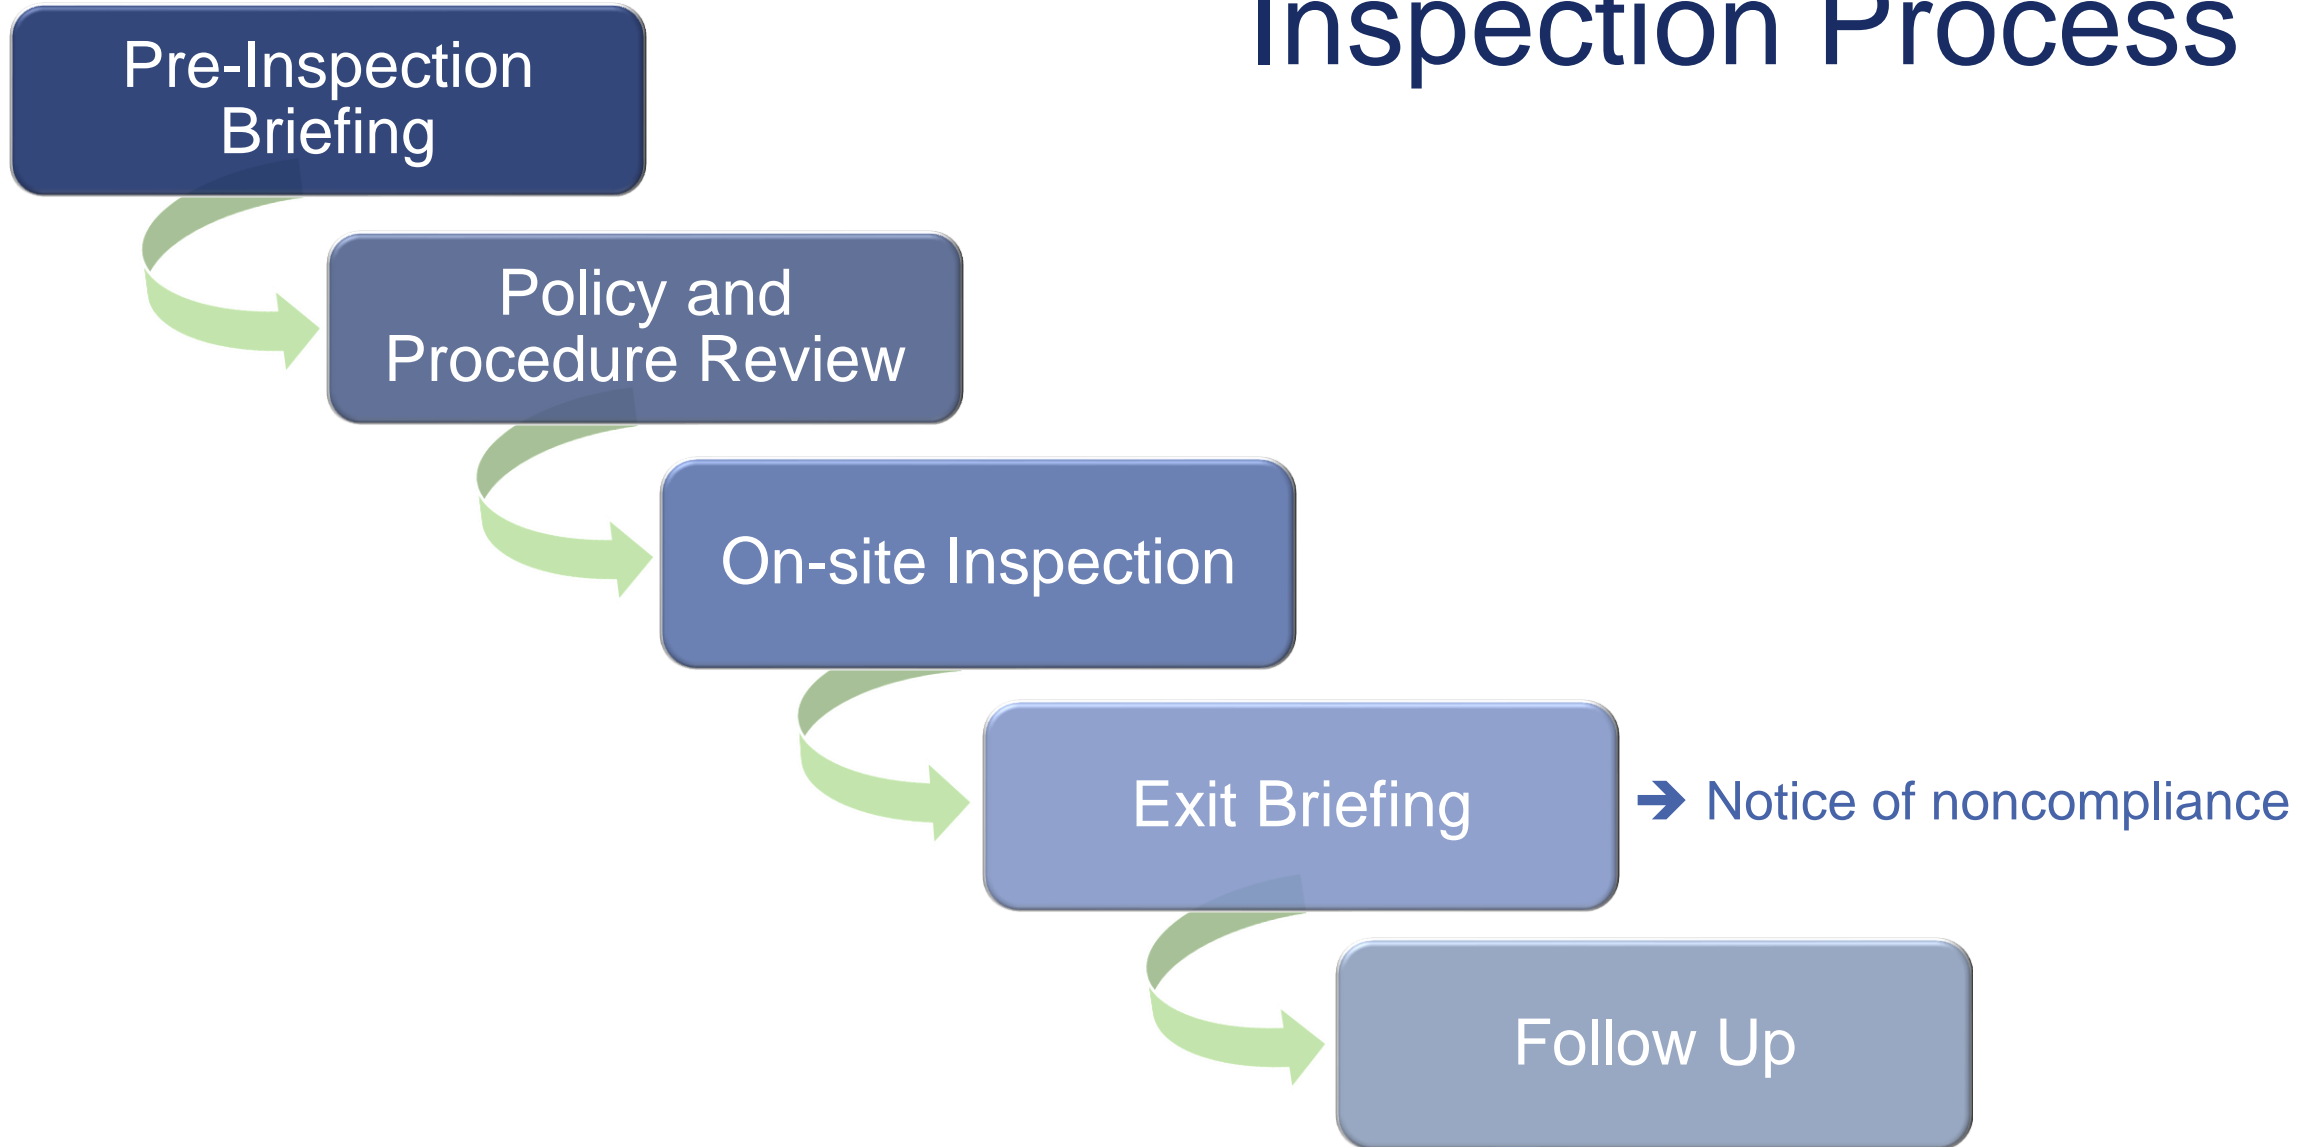 Inspection Process
Pre-Inspection
Briefing
Policy and
Procedure Review
On-site Inspection
Exit Briefing
➔ Notice of noncompliance
Follow Up